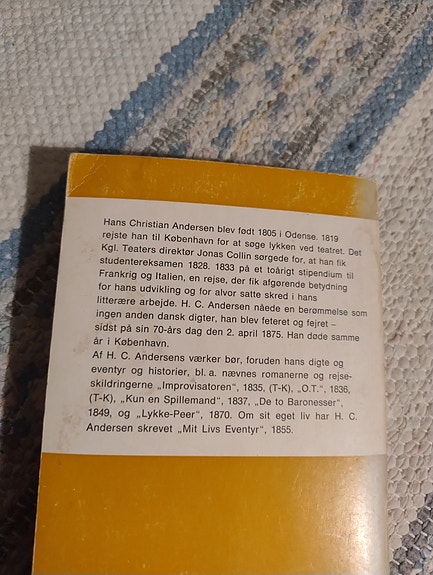 Hans Christian Andersen blev født 1805 i Odense. 1819
rejste han til København for at søge lykken ved teatret. Det
Kgl. Teaters direktør Jonas Collin sørgede for, at han fik
studentereksamen 1828. 1833 på et toårigt stipendium til
Frankrig og Italien, en rejse, der fik afgørende betydning
for hans udvikling og for alvor satte skred i hans
litterære arbejde. H. C. Andersen nåede en berømmelse som
ingen anden dansk digter, han blev feteret og fejret –
sidst på sin 70-års dag den 2. april 1875. Han døde samme
år i København.
Af H. C. Andersens værker bør, foruden hans digte og
eventyr og historier, bl. a. nævnes romanerne og rejse-
skildringerne „Improvisatoren“, 1835, (T-K), „O.T.“, 1836,
(T-K), „Kun en Spillemand“, 1837, „De to Baronesser“,
1849, og „Lykke-Peer“, 1870. Om sit eget liv har H. C.
Andersen skrevet „Mit Livs Eventyr“, 1855.